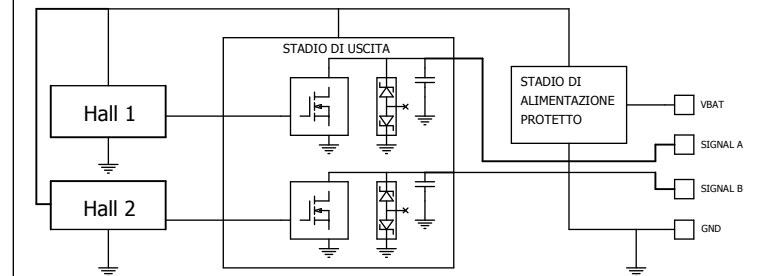 STADIO DI USCITA
Hall 1
Hall 2
STADIO DI
ALIMENTAZIONE
PROTETTO
VBAT
SIGNAL A
SIGNAL B
GND